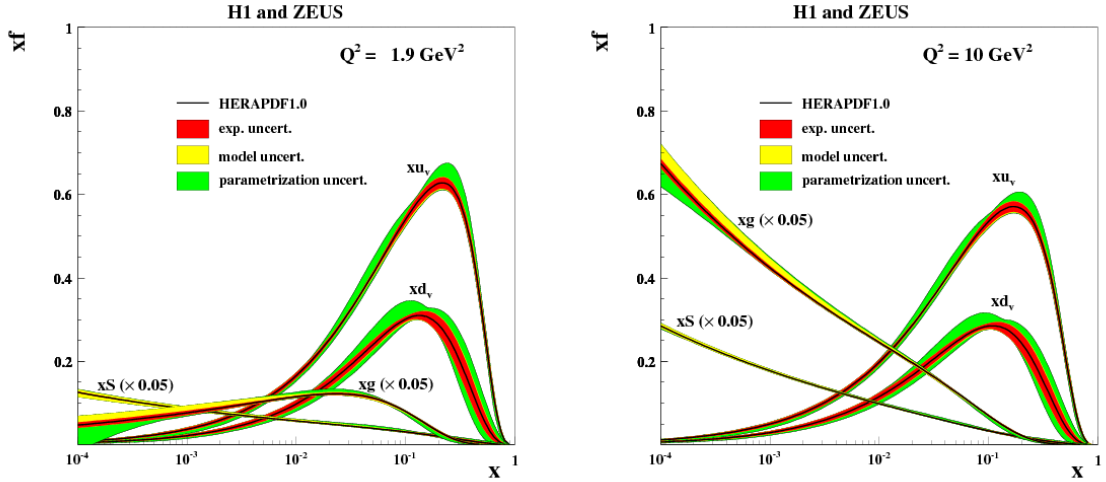 H1 and ZEUS
xf
1
Q² = 1.9 GeV²
HERAPDF1.0
exp. uncert.
model uncert.
parametrization uncert.
0.8
0.6
0.4
0.2
xuᵥ
xdᵥ
xS (× 0.05)
xg (× 0.05)
10⁻⁴
10⁻³
10⁻²
10⁻¹
1
x
H1 and ZEUS
xf
1
Q² = 10 GeV²
HERAPDF1.0
exp. uncert.
model uncert.
parametrization uncert.
0.8
0.6
0.4
0.2
xuᵥ
xg (× 0.05)
xdᵥ
xS (× 0.05)
10⁻⁴
10⁻³
10⁻²
10⁻¹
1
x